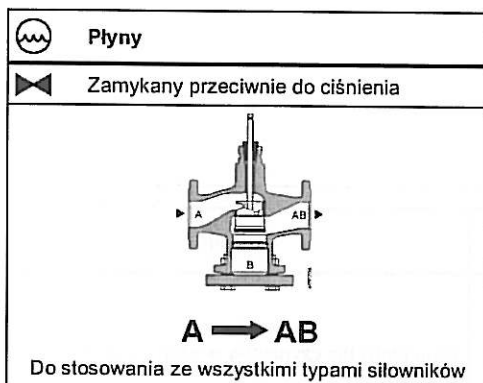 Płyny
Zamykany przeciwnie do ciśnienia
A AB
B
A → AB
Do stosowania ze wszystkimi typami siłowników